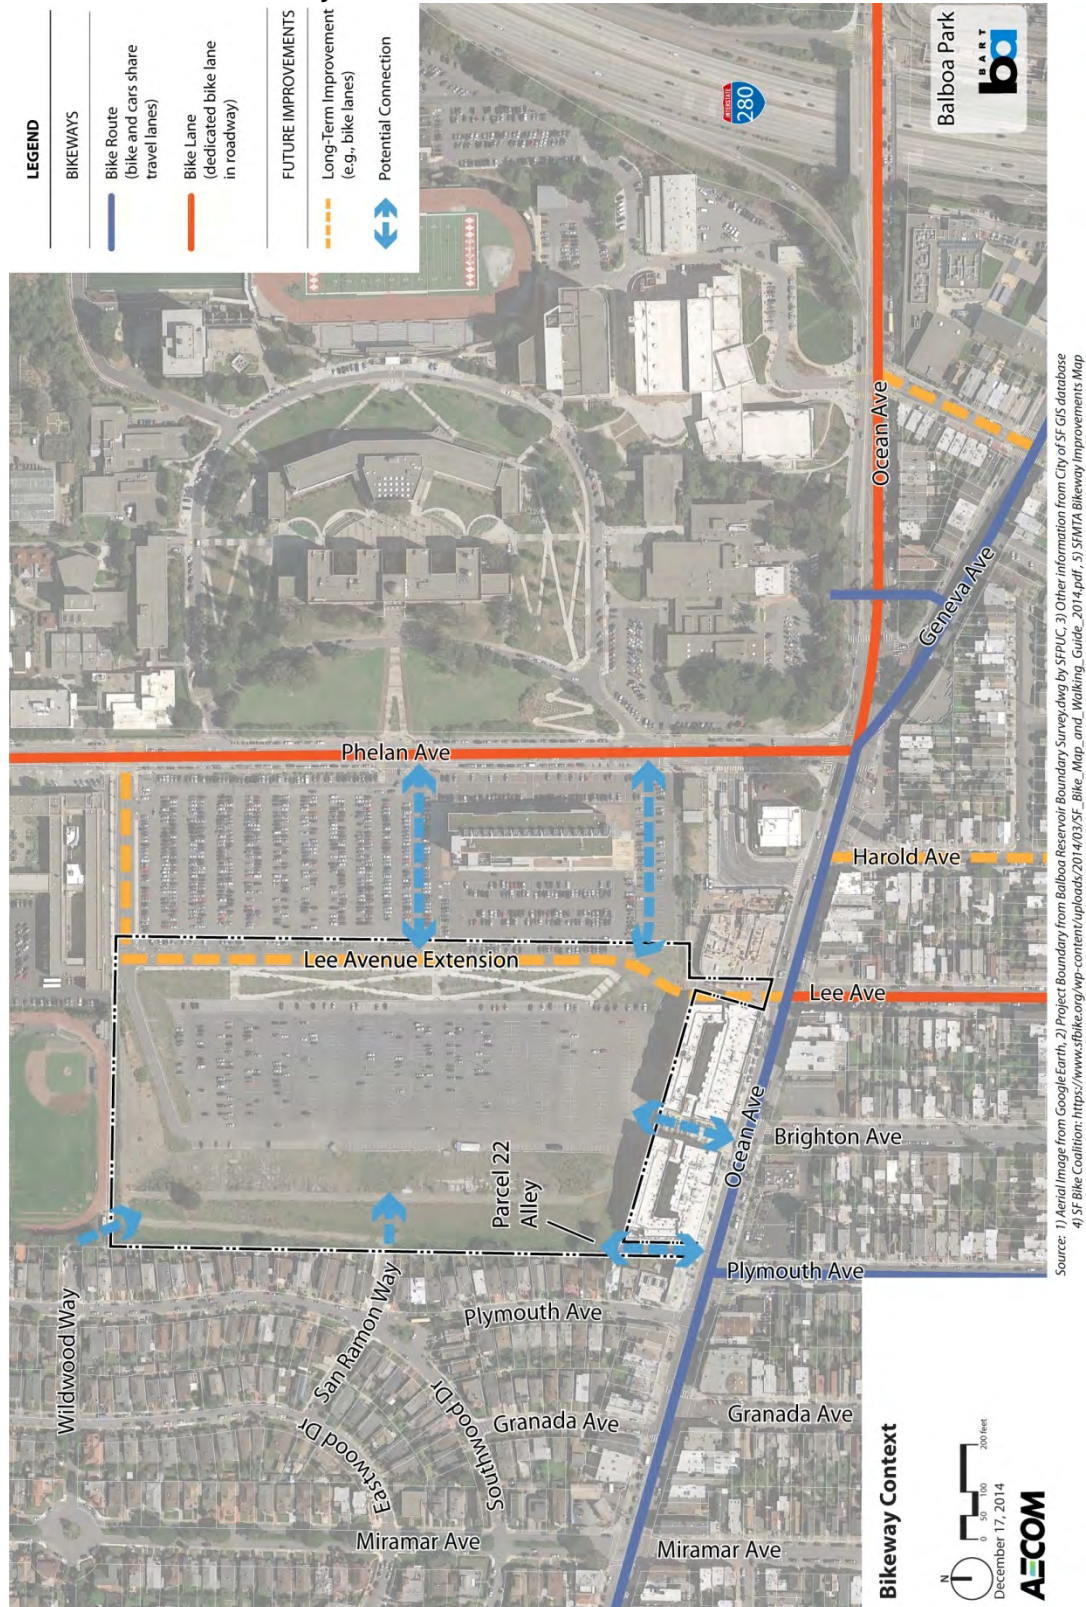 LEGEND
BIKEWAYS
Bike Route
(bike and cars share
travel lanes)
Bike Lane
(dedicated bike lane
in roadway)
FUTURE IMPROVEMENTS
Long-Term Improvement
(e.g., bike lanes)
Potential Connection
INTERSTATE
280
Balboa Park
BART
ba
Phelan Ave
Ocean Ave
Geneva Ave
Harold Ave
Lee Avenue Extension
Lee Ave
Brighton Ave
Ocean Ave
Parcel 22
Alley
Plymouth Ave
Plymouth Ave
Wildwood Way
San Ramon Way
Eastwood Dr
Southwood Dr
Granada Ave
Granada Ave
Miramar Ave
Miramar Ave
Bikeway Context
N
0 50 100 200 feet
December 17, 2014
AECOM
Source: 1) Aerial Image from Google Earth, 2) Project Boundary from Balboa Reservoir Boundary Survey.dwg by SFPUC, 3) Other information from City of SF GIS database
4) SF Bike Coalition: https://www.sfbike.org/wp-content/uploads/2014/03/SF_Bike_Map_and_Walking_Guide_2014.pdf, 5) SFMTA Bikeway Improvements Map